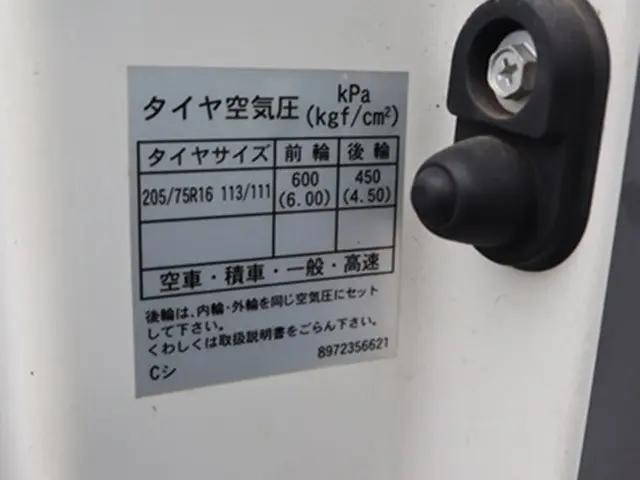 タイヤ空気圧 kPa (kgf/cm²)
タイヤサイズ 前輪 後輪
205/75R16 113/111 600 (6.00) 450 (4.50)
空車・積車・一般・高速
後輪は、内輪・外輪を同じ空気圧にセット
して下さい。
くわしくは取扱説明書をごらん下さい。
8972356621
Cシ